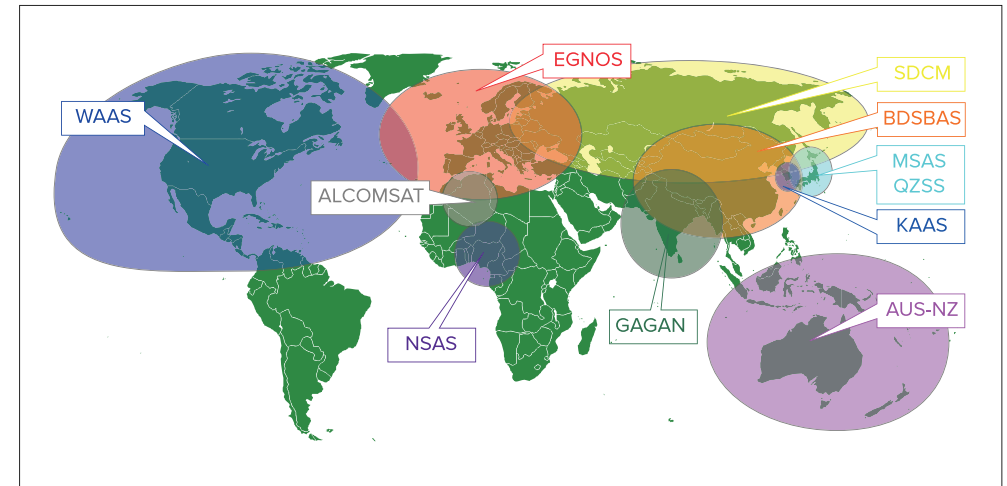 EGNOS
SDCM
WAAS
BDSBAS
MSAS
QZSS
ALCOMSAT
KAAS
AUS-NZ
GAGAN
NSAS